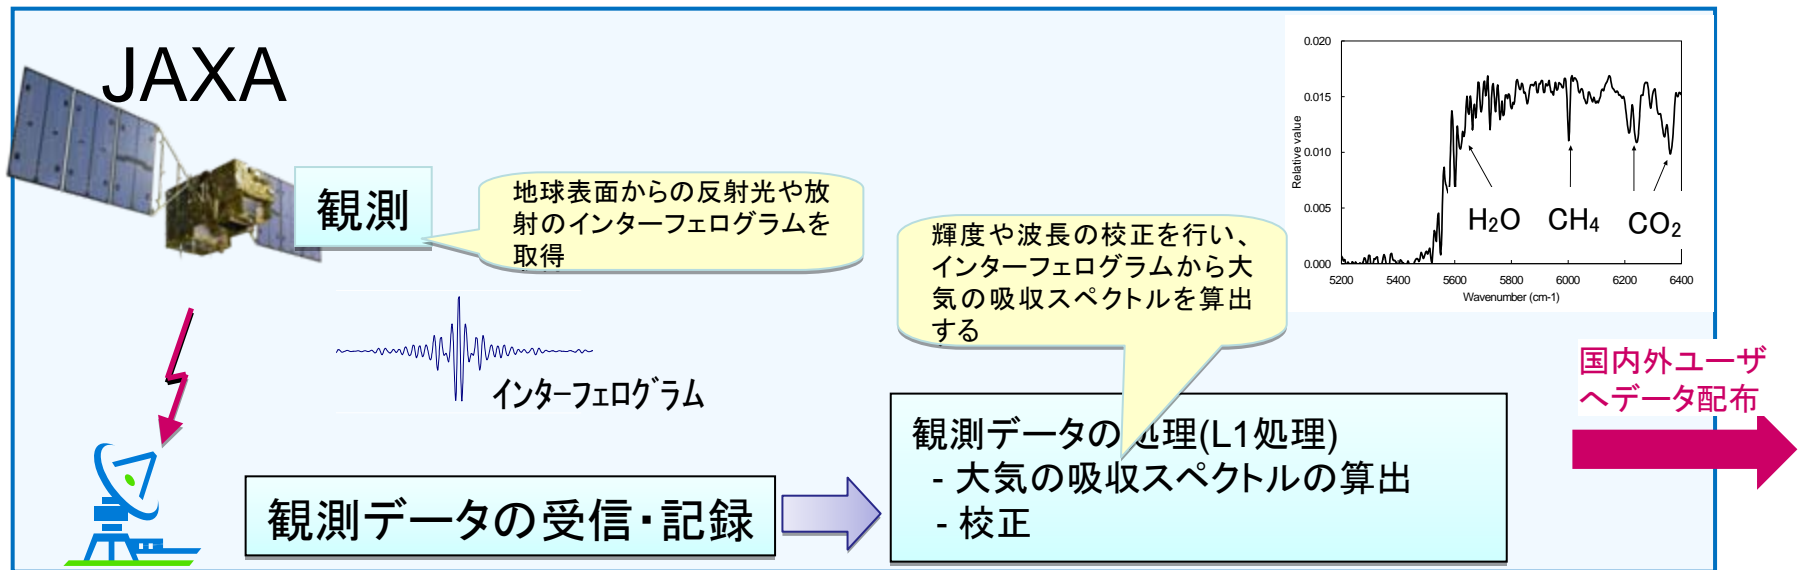 JAXA
観測
地球表面からの反射光や放
射のインターフェログラムを
取得
インターフェログラム
観測データの受信・記録
輝度や波長の校正を行い、
インターフェログラムから大
気の吸収スペクトルを算出
する
観測データの処理(L1処理)
- 大気の吸収スペクトルの算出
- 校正
0.020
0.015
0.010
0.005
0.000
Relative value
H₂O CH₄ CO₂
5200 5400 5600 5800 6000 6200 6400
Wavenumber (cm-1)
国内外ユーザ
へデータ配布